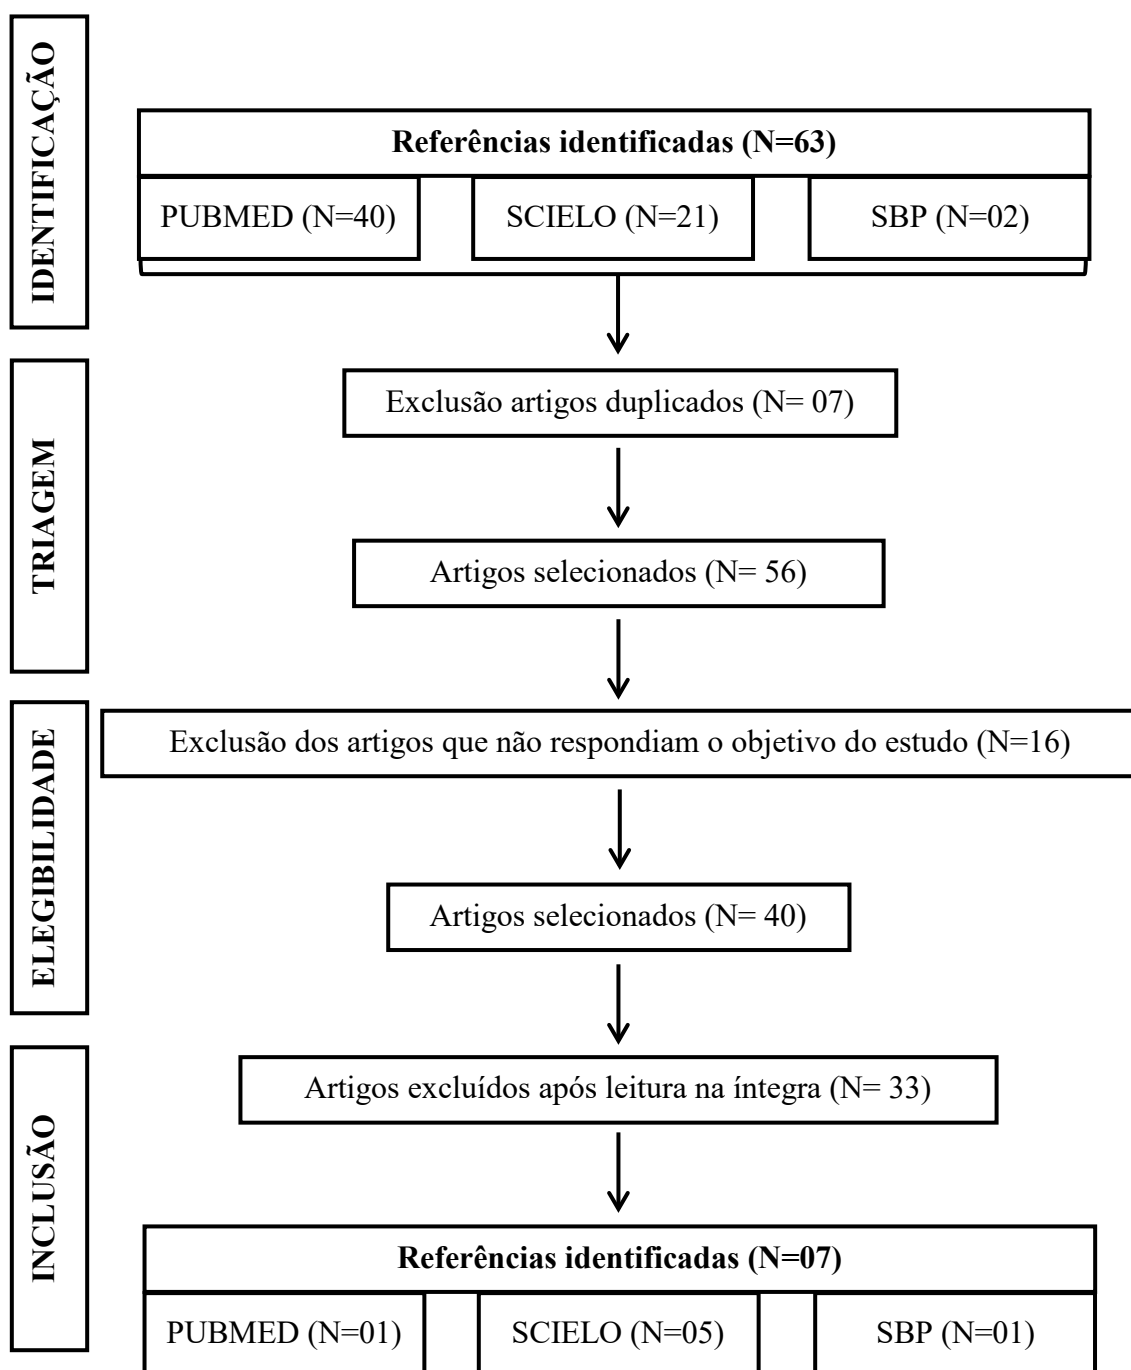 IDENTIFICAÇÃO
Referências identificadas (N=63)
PUBMED (N=40)
SCIELO (N=21)
SBP (N=02)
TRIAGEM
Exclusão artigos duplicados (N= 07)
Artigos selecionados (N= 56)
ELEGIBILIDADE
Exclusão dos artigos que não respondiam o objetivo do estudo (N=16)
Artigos selecionados (N= 40)
INCLUSÃO
Artigos excluídos após leitura na íntegra (N= 33)
Referências identificadas (N=07)
PUBMED (N=01)
SCIELO (N=05)
SBP (N=01)